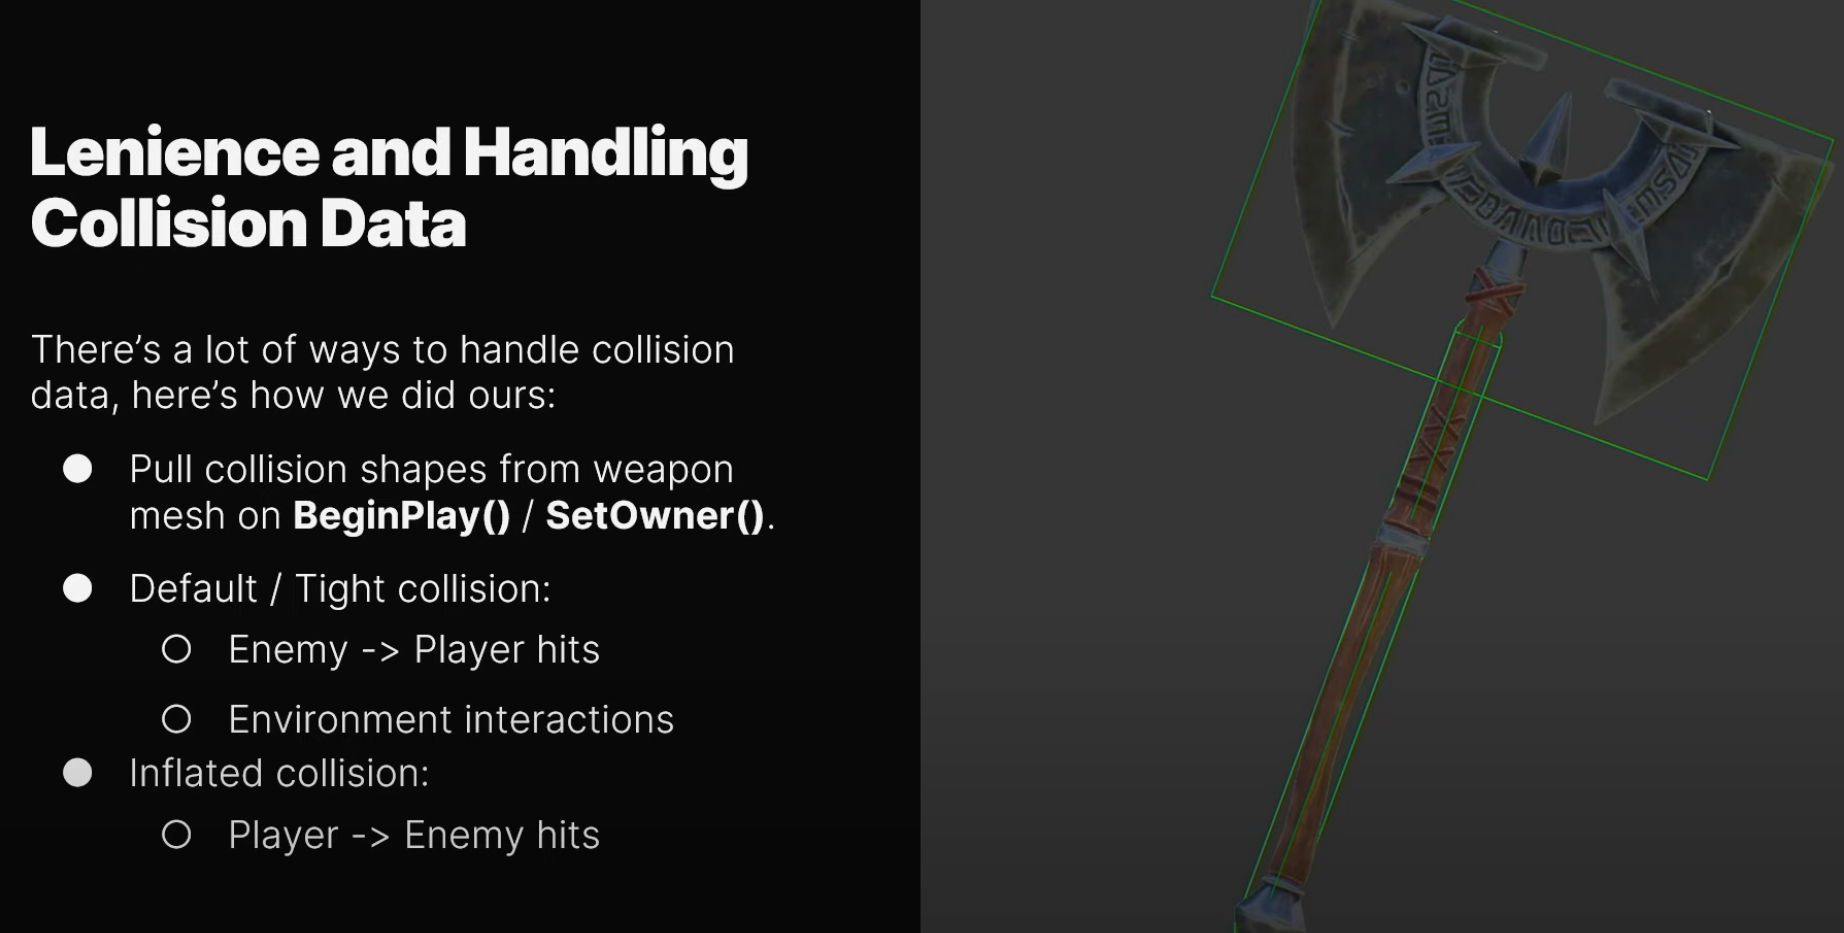 Lenience and Handling
Collision Data
There’s a lot of ways to handle collision
data, here’s how we did ours:
● Pull collision shapes from weapon
mesh on BeginPlay() / SetOwner().
● Default / Tight collision:
○ Enemy -> Player hits
○ Environment interactions
● Inflated collision:
○ Player -> Enemy hits